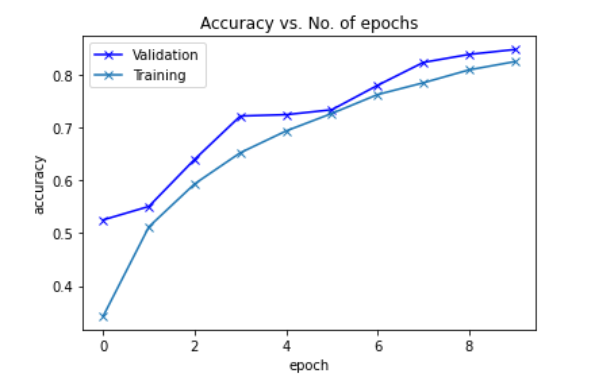 Accuracy vs. No. of epochs
Validation
Training
0.8
0.7
0.6
0.5
0.4
accuracy
0 2 4 6 8
epoch